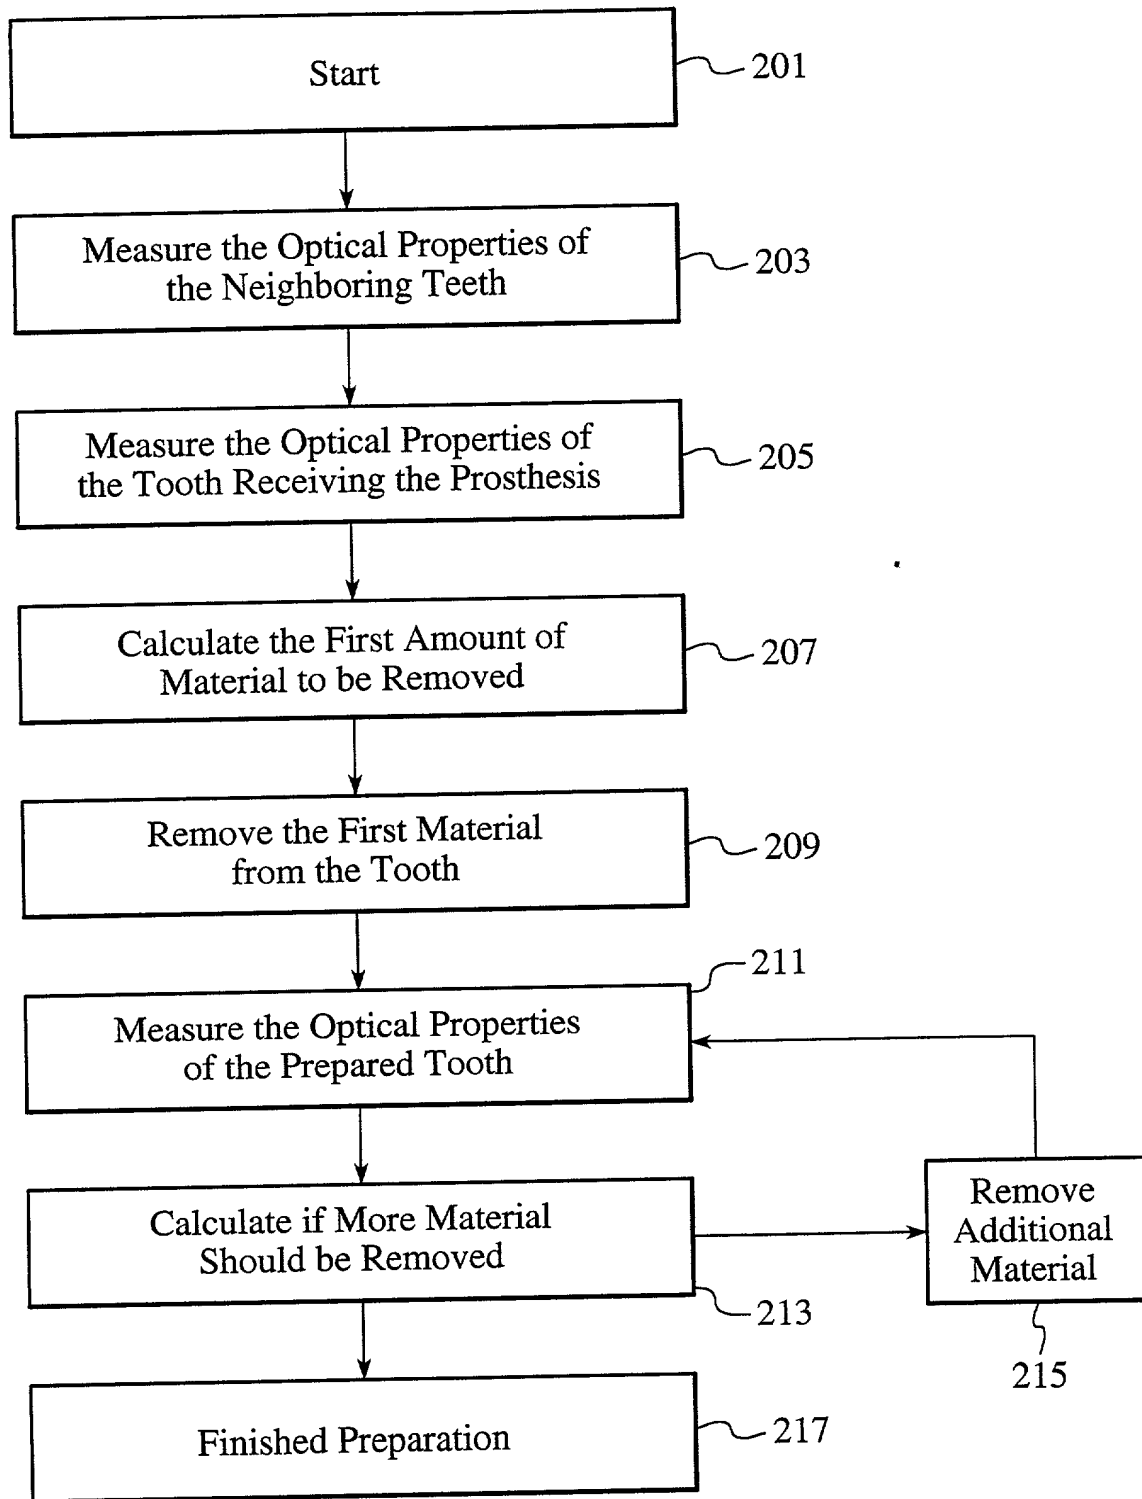 Start
201
Measure the Optical Properties of
the Neighboring Teeth
203
Measure the Optical Properties of
the Tooth Receiving the Prosthesis
205
Calculate the First Amount of
Material to be Removed
207
Remove the First Material
from the Tooth
209
211
Measure the Optical Properties
of the Prepared Tooth
Calculate if More Material
Should be Removed
213
Remove
Additional
Material
215
Finished Preparation
217